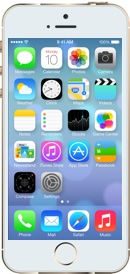 9:41 AM 100%
Messages Calendar Photos Camera
Weather Clock Maps Videos
Notes Reminders Stocks Game Center
Newsstand iTunes Store App Store Passbook
Compass Settings
Phone Mail Safari Music